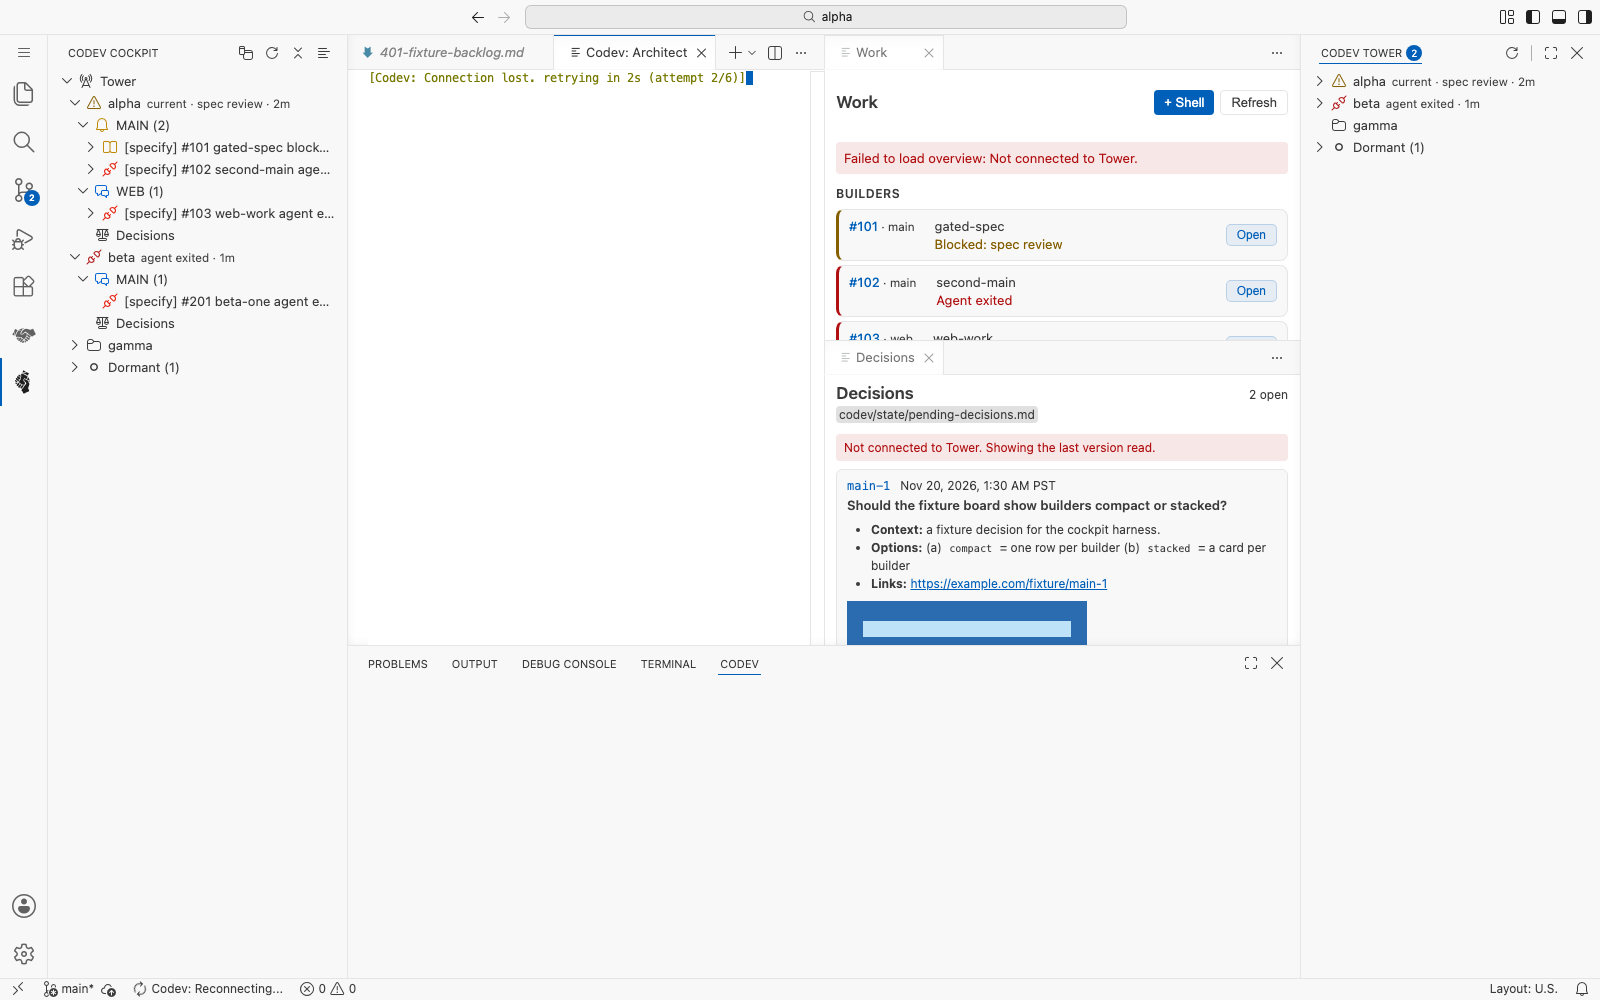 alpha
CODEV COCKPIT
Tower
alpha current · spec review · 2m
MAIN (2)
[specify] #101 gated-spec block...
[specify] #102 second-main age...
WEB (1)
[specify] #103 web-work agent e...
Decisions
beta agent exited · 1m
MAIN (1)
[specify] #201 beta-one agent e...
Decisions
gamma
Dormant (1)
2
401-fixture-backlog.md
Codev: Architect
[Codev: Connection lost. retrying in 2s (attempt 2/6)]
Work
Work
+ Shell
Refresh
Failed to load overview: Not connected to Tower.
BUILDERS
#101 · main gated-spec
Blocked: spec review
Open
#102 · main second-main
Agent exited
Open
#103 · web web-work
Decisions
Decisions
2 open
codev/state/pending-decisions.md
Not connected to Tower. Showing the last version read.
main-1 Nov 20, 2026, 1:30 AM PST
Should the fixture board show builders compact or stacked?
• Context: a fixture decision for the cockpit harness.
• Options: (a) compact = one row per builder (b) stacked = a card per
builder
• Links: https://example.com/fixture/main-1
PROBLEMS
OUTPUT
DEBUG CONSOLE
TERMINAL
CODEV
CODEV TOWER 2
alpha current · spec review · 2m
beta agent exited · 1m
gamma
Dormant (1)
main*
Codev: Reconnecting...
0
0
Layout: U.S.